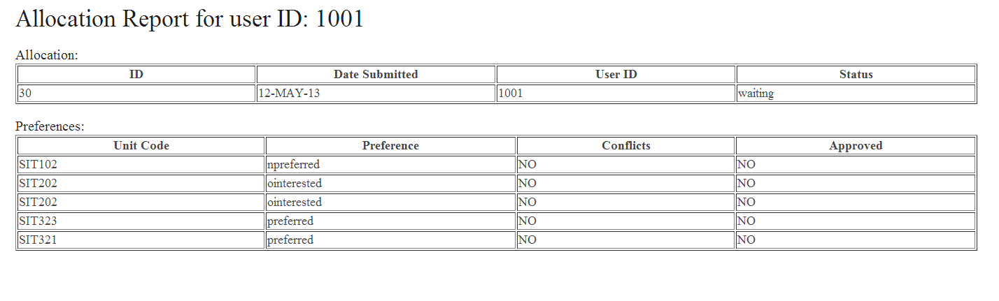 Allocation Report for user ID: 1001
Allocation:
ID Date Submitted User ID Status
30 12-MAY-13 1001 waiting
Preferences:
Unit Code Preference Conflicts Approved
SIT102 npreferred NO NO
SIT202 ointerested NO NO
SIT202 ointerested NO NO
SIT323 preferred NO NO
SIT321 preferred NO NO